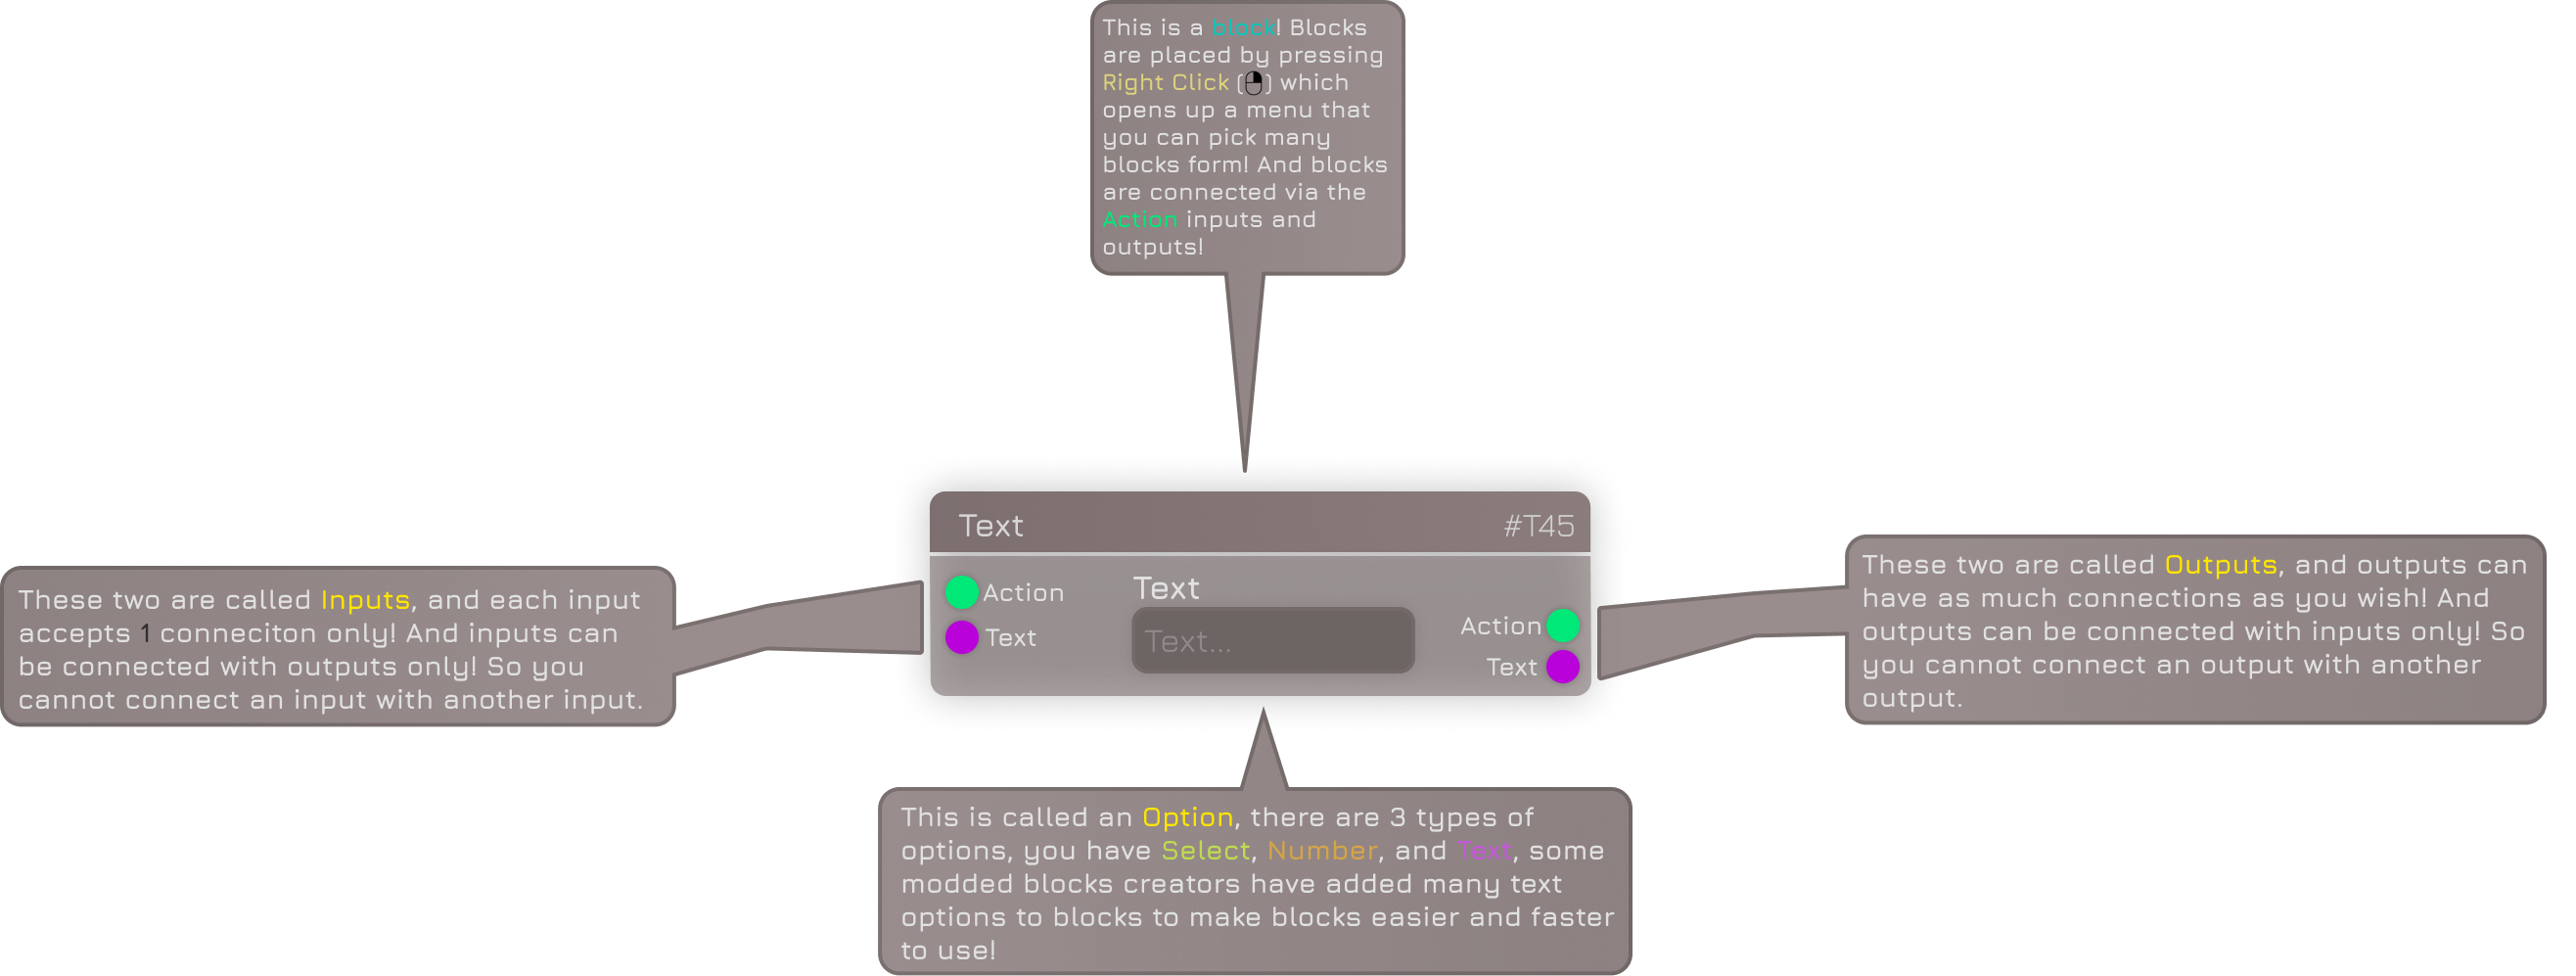 This is a block! Blocks
are placed by pressing
Right Click () which
opens up a menu that
you can pick many
blocks form! And blocks
are connected via the
Action inputs and
outputs!
Text #T45
Action
Text
Text
Text...
Action
Text
These two are called Inputs, and each input
accepts 1 conneciton only! And inputs can
be connected with outputs only! So you
cannot connect an input with another input.
These two are called Outputs, and outputs can
have as much connections as you wish! And
outputs can be connected with inputs only! So
you cannot connect an output with another
output.
This is called an Option, there are 3 types of
options, you have Select, Number, and Text, some
modded blocks creators have added many text
options to blocks to make blocks easier and faster
to use!